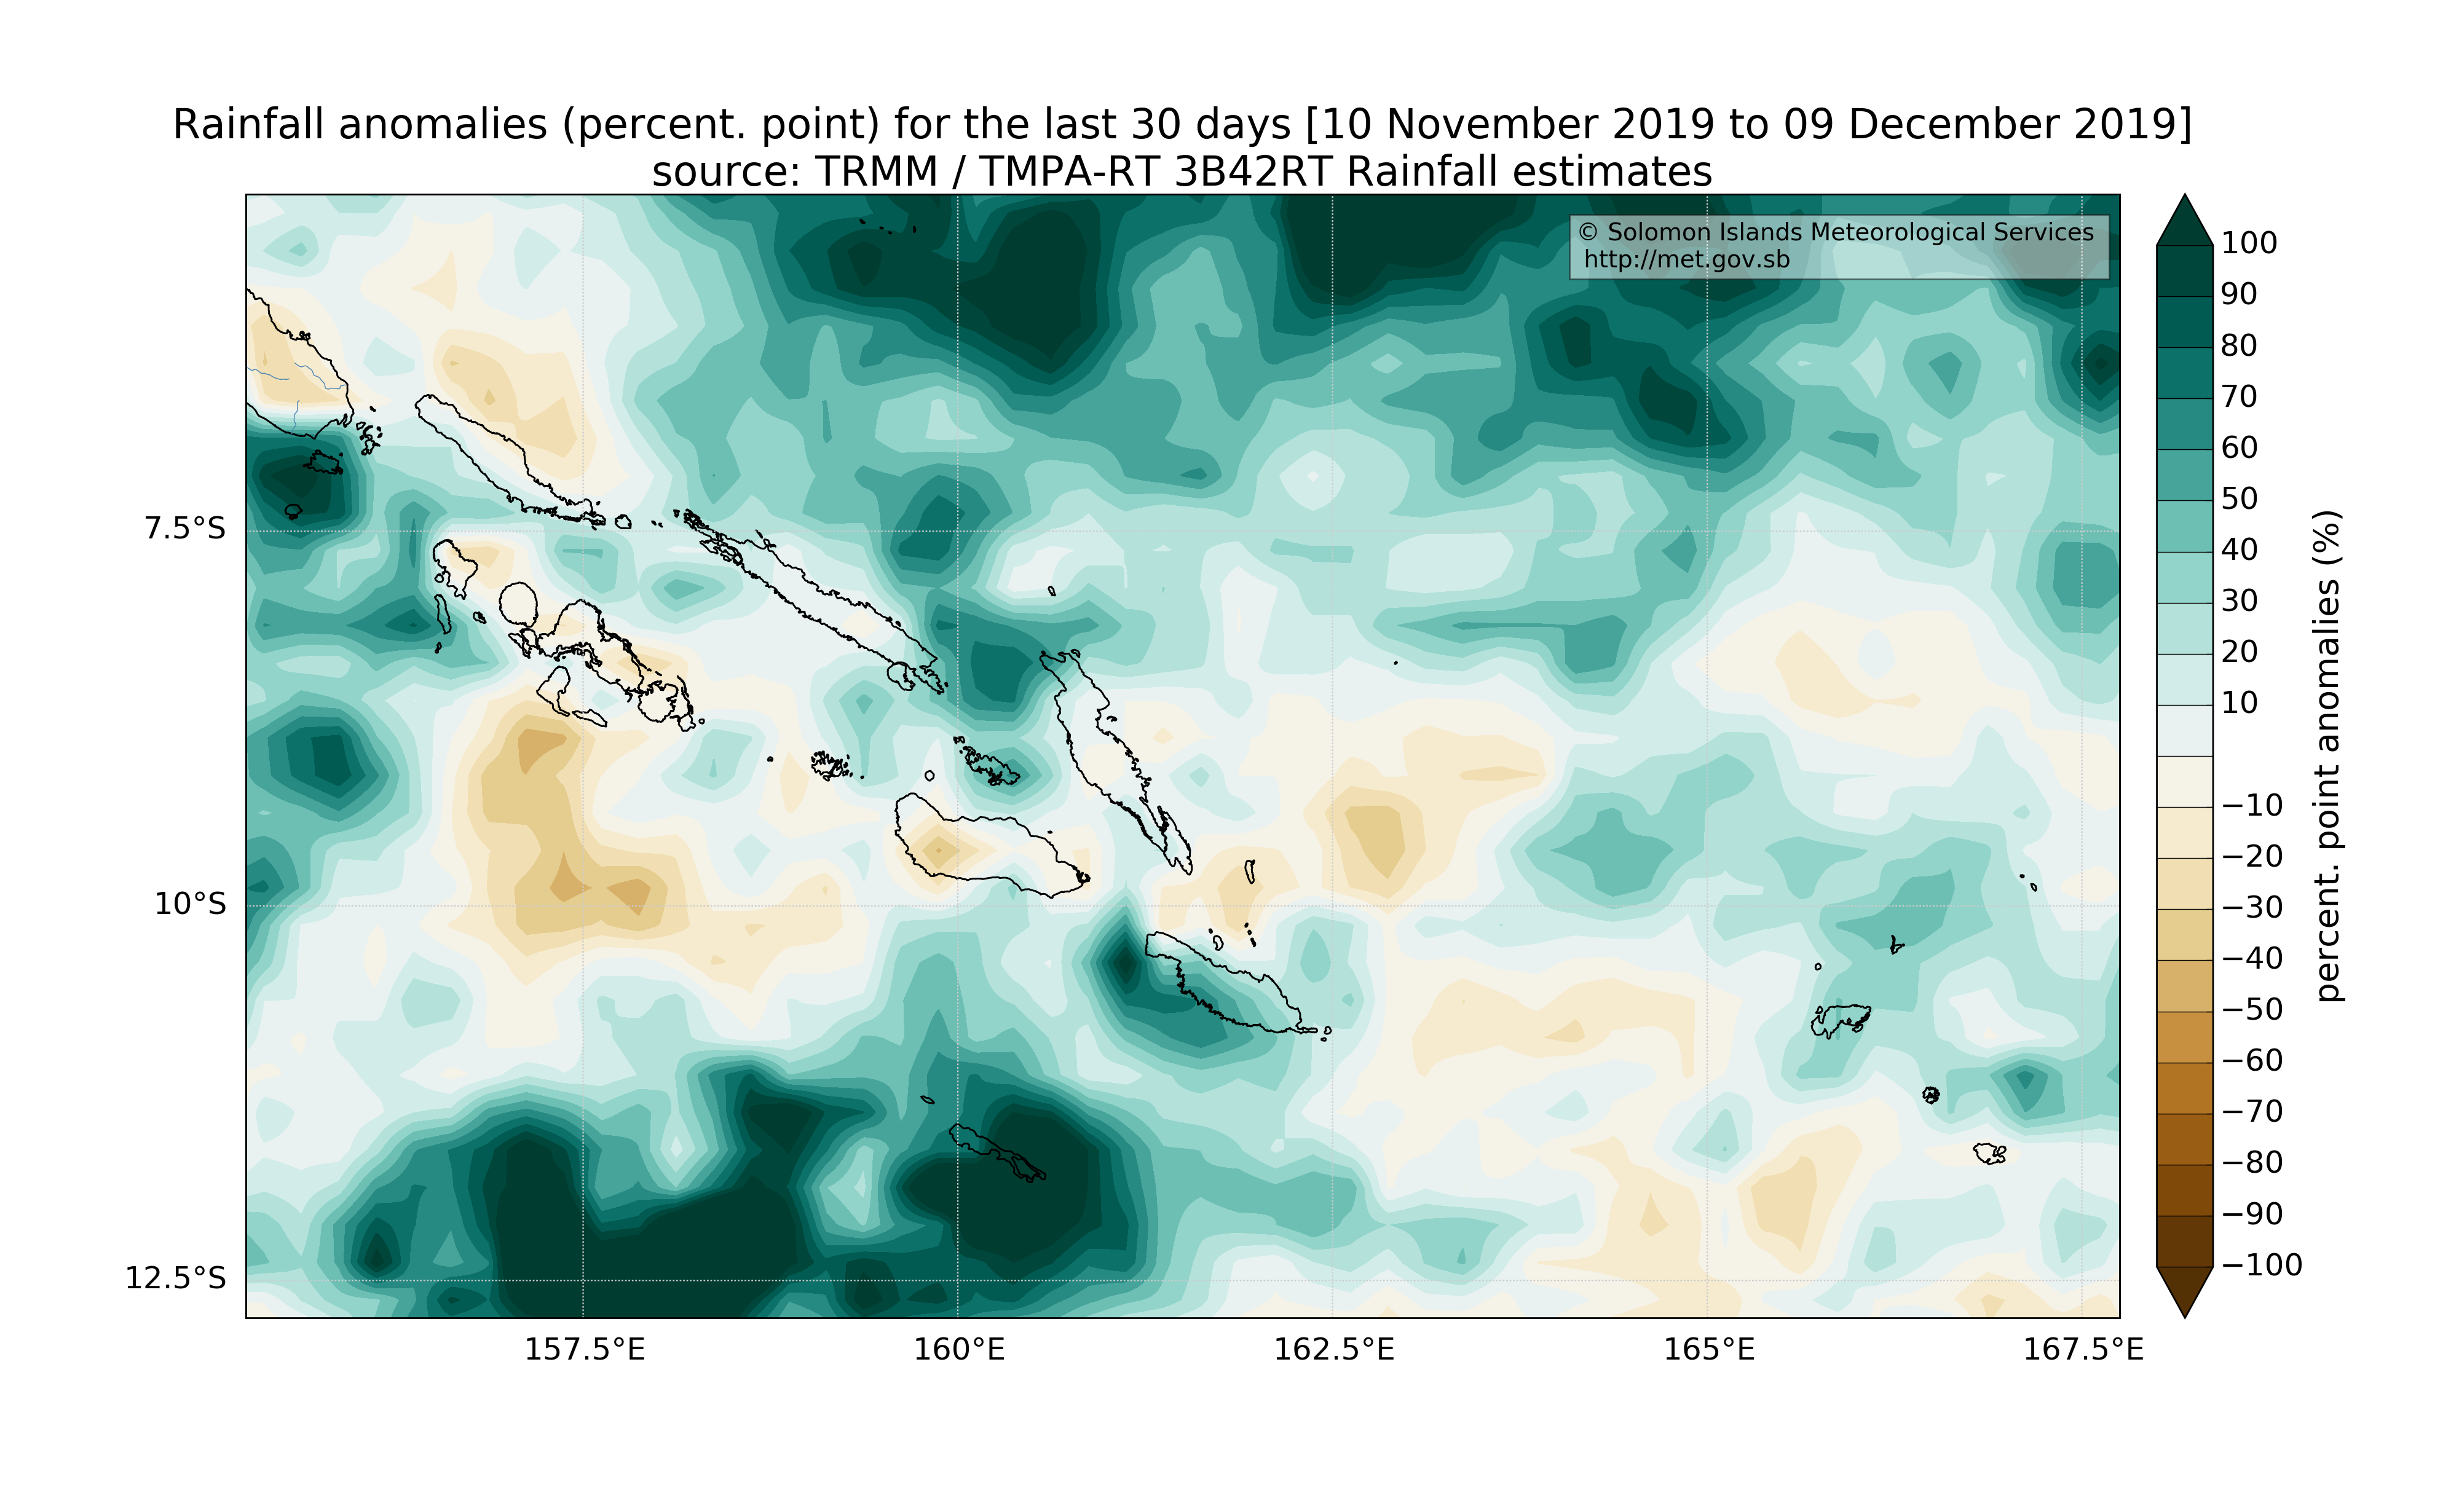 Rainfall anomalies (percent. point) for the last 30 days [10 November 2019 to 09 December 2019]
source: TRMM / TMPA-RT 3B42RT Rainfall estimates
© Solomon Islands Meteorological Services
http://met.gov.sb
7.5°S
10°S
12.5°S
157.5°E
160°E
162.5°E
165°E
167.5°E
100
90
80
70
60
50
40
30
20
10
−10
−20
−30
−40
−50
−60
−70
−80
−90
−100
percent. point anomalies (%)